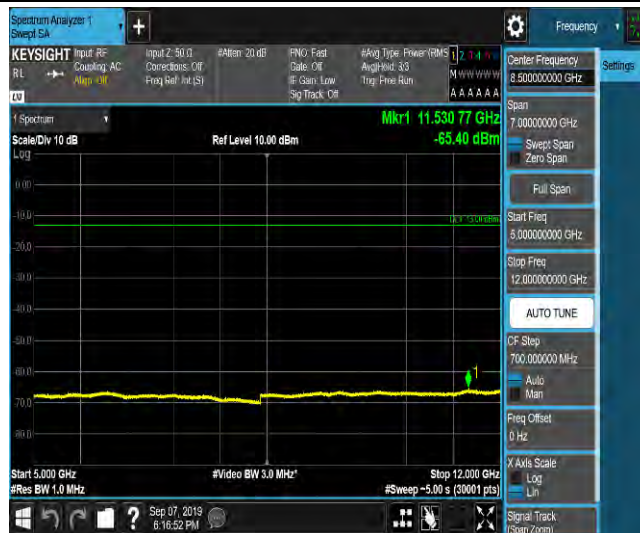 Spectrum Analyzer 1
Swept SA
+
Frequency
KEYSIGHT
RL
Input: RF
Coupling: AC
Align: Off
Input Z: 50 Ω
Corrections: Off
Freq Ref: Int (S)
#Atten: 20 dB
PNO: Fast
Gate: Off
IF Gain: Low
Sig Track: Off
#Avg Type: Power (RMS
Avg|Hold: 3/3
Trig: Free Run
M W W W W W
A A A A A A
Center Frequency
8.500000000 GHz
Settings
Span
7.00000000 GHz
Swept Span
Zero Span
Full Span
Start Freq
5.000000000 GHz
Stop Freq
12.000000000 GHz
AUTO TUNE
CF Step
700.000000 MHz
Auto
Man
Freq Offset
0 Hz
X Axis Scale
Log
Lin
Signal Track
(Span Zoom)
1 Spectrum
Scale/Div 10 dB
Log
Ref Level 10.00 dBm
Mkr1 11.530 77 GHz
-65.40 dBm
0.00
-10.0
-20.0
-30.0
-40.0
-50.0
-60.0
-70.0
-80.0
1
Start 5.000 GHz
#Res BW 1.0 MHz
#Video BW 3.0 MHz*
Stop 12.000 GHz
#Sweep ~5.00 s (30001 pts)
?
Sep 07, 2019
6:16:52 PM